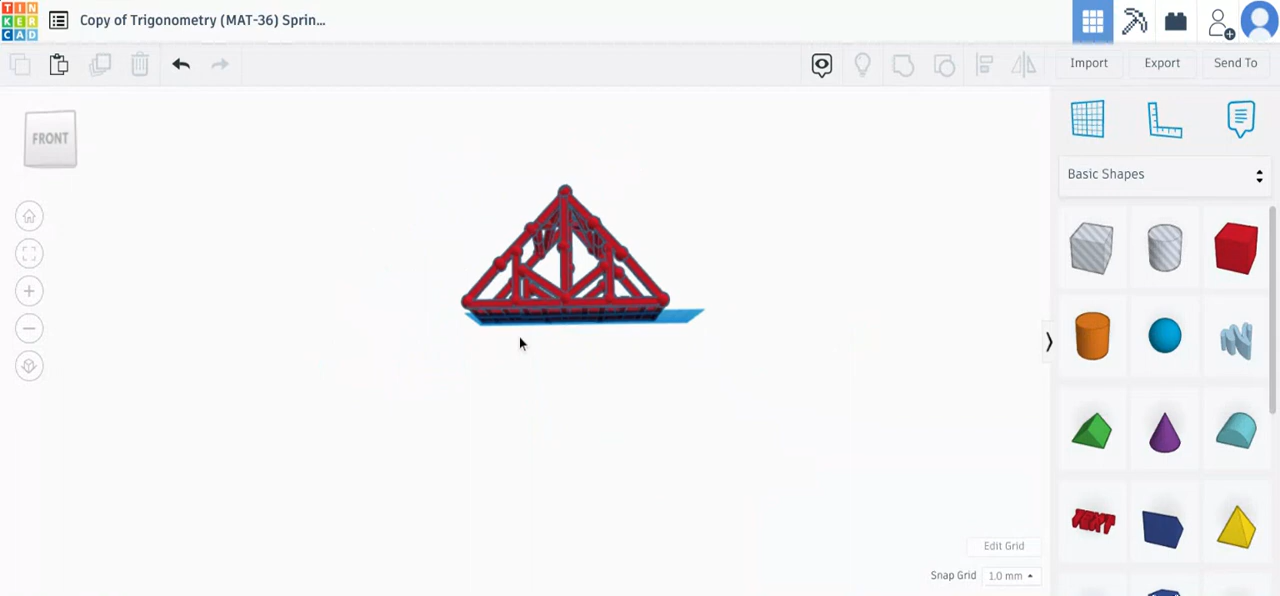 TIN
KER
CAD
Copy of Trigonometry (MAT-36) Sprin...
Import
Export
Send To
FRONT
Basic Shapes
TEXT
Edit Grid
Snap Grid 1.0 mm